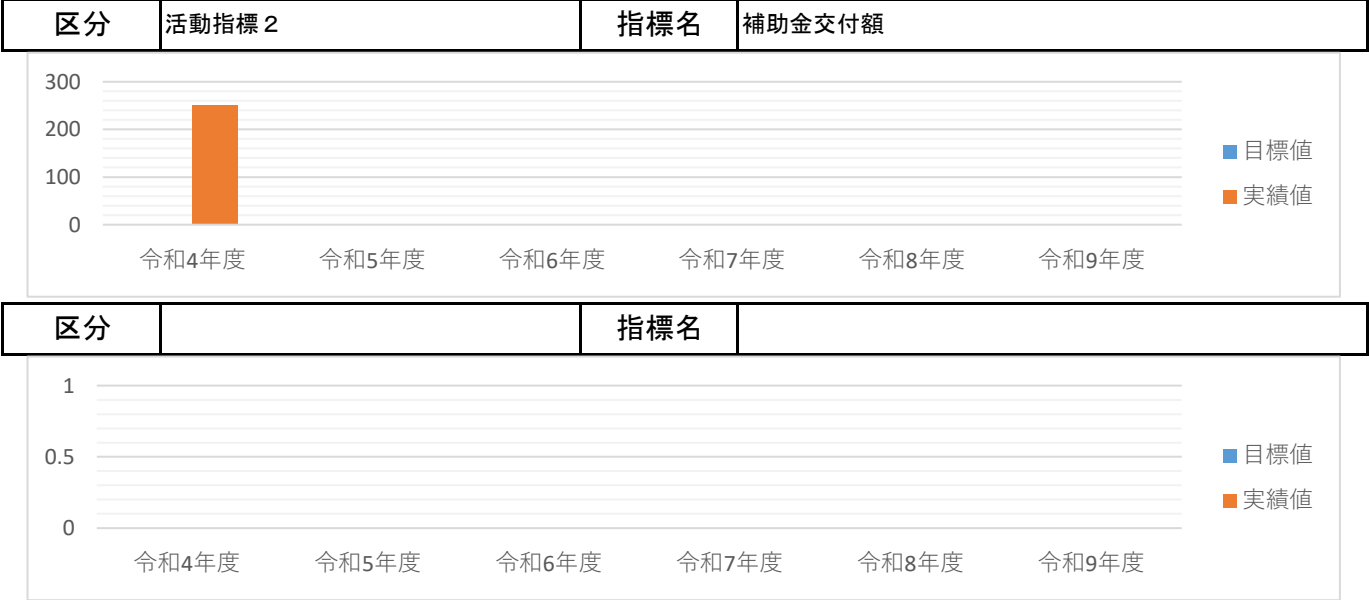 区分 活動指標２ 指標名 補助金交付額
300
200
100
0
令和4年度 令和5年度 令和6年度 令和7年度 令和8年度 令和9年度
目標値
実績値
区分 指標名
1
0.5
0
令和4年度 令和5年度 令和6年度 令和7年度 令和8年度 令和9年度
目標値
実績値